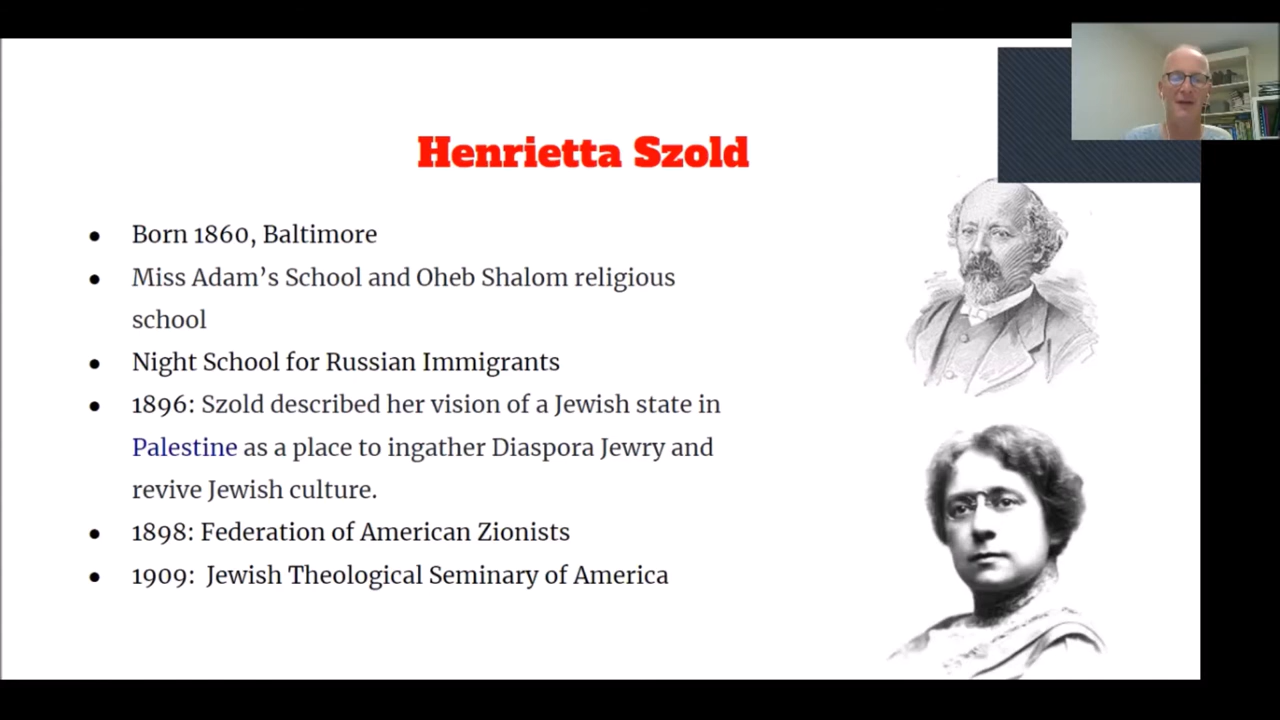 Henrietta Szold
● Born 1860, Baltimore
● Miss Adam’s School and Oheb Shalom religious
school
● Night School for Russian Immigrants
● 1896: Szold described her vision of a Jewish state in
Palestine as a place to ingather Diaspora Jewry and
revive Jewish culture.
● 1898: Federation of American Zionists
● 1909: Jewish Theological Seminary of America